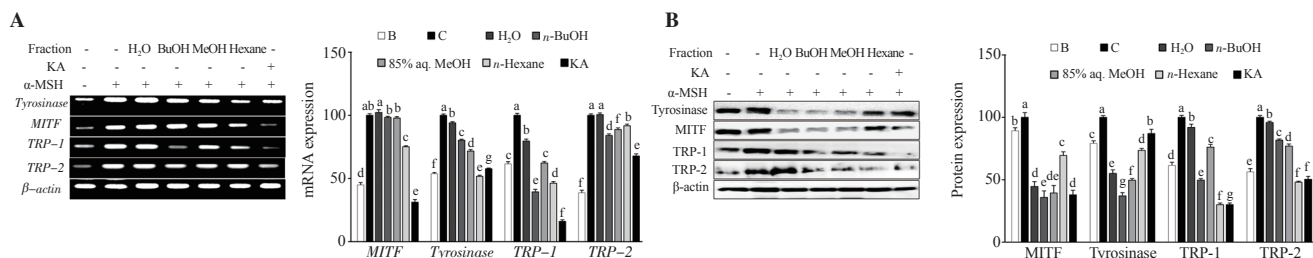 A
Fraction - - H₂O BuOH MeOH Hexane -
KA - - - - - - +
α-MSH - + + + + + +
Tyrosinase
MITF
TRP-1
TRP-2
β-actin
B C H₂O n-BuOH
85% aq. MeOH n-Hexane KA
mRNA expression
150
100
50
0
d ab a b b c e
f a b c d e g
b a c f c d e
f a a d f c b
MITF Tyrosinase TRP-1 TRP-2
B
Fraction - - H₂O BuOH MeOH Hexane -
KA - - - - - - +
α-MSH - + + + + + +
Tyrosinase
MITF
TRP-1
TRP-2
β-actin
B C H₂O n-BuOH
85% aq. MeOH n-Hexane KA
Protein expression
150
100
50
0
b a d e de c d
c a e g f d b
d a b e c f g
e a b c d f f
MITF Tyrosinase TRP-1 TRP-2